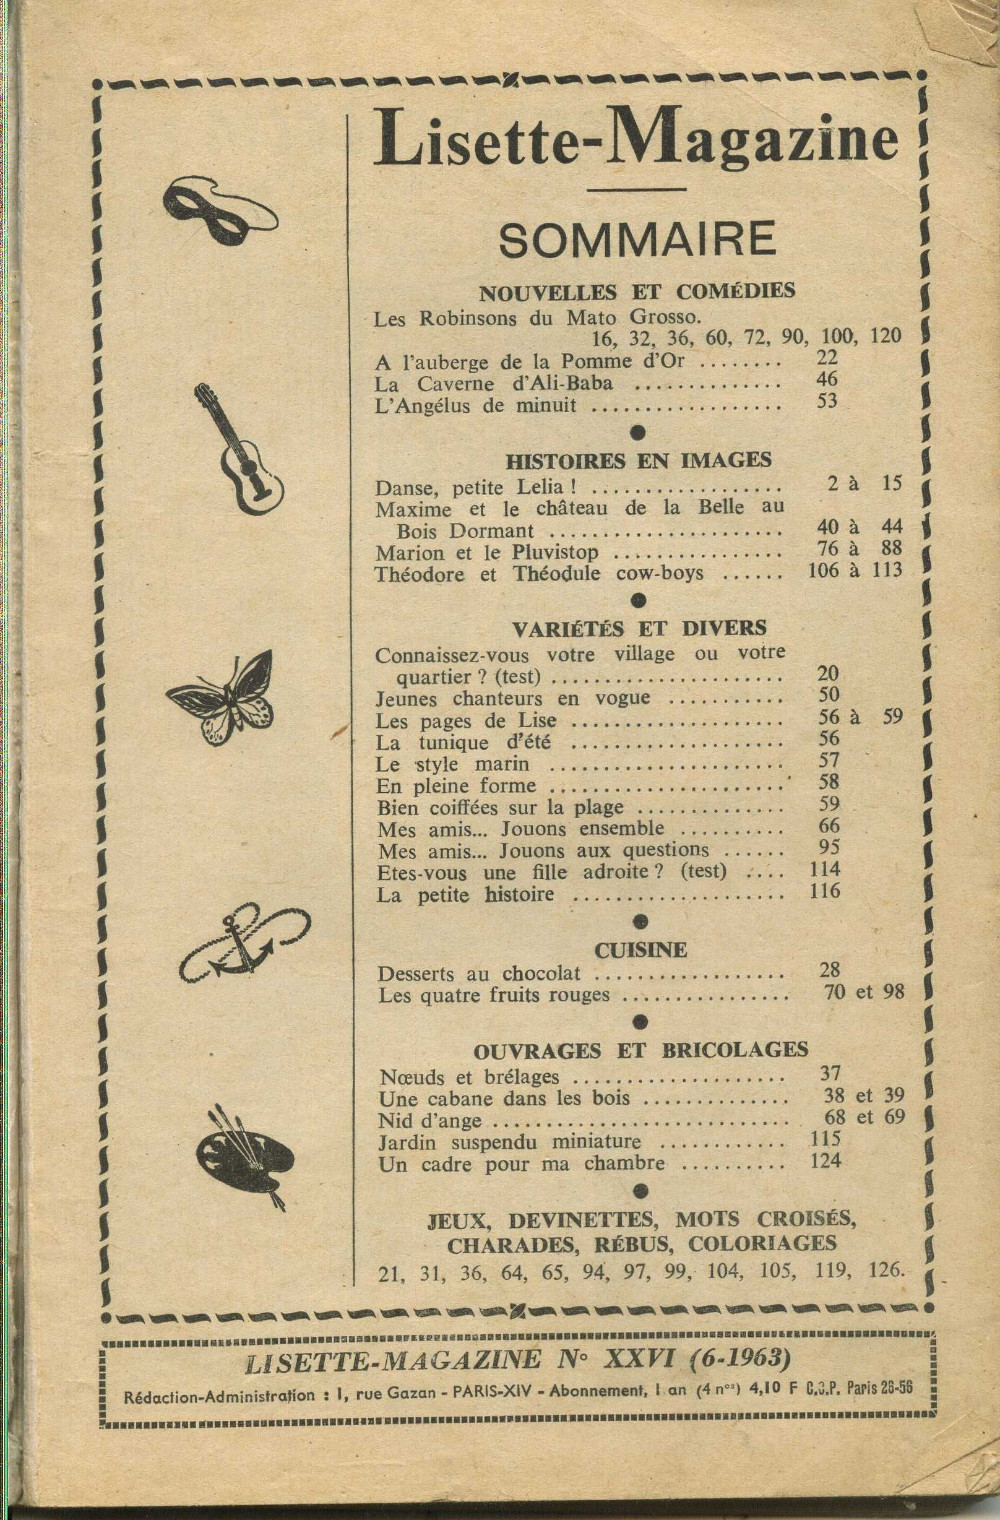 Lisette-Magazine
SOMMAIRE
NOUVELLES ET COMÉDIES
Les Robinsons du Mato Grosso.
16, 32, 36, 60, 72, 90, 100, 120
A l'auberge de la Pomme d'Or ........ 22
La Caverne d'Ali-Baba .............. 46
L'Angélus de minuit .................. 53
HISTOIRES EN IMAGES
Danse, petite Lelia ! .................. 2 à 15
Maxime et le château de la Belle au
Bois Dormant ...................... 40 à 44
Marion et le Pluvistop ................ 76 à 88
Théodore et Théodule cow-boys ...... 106 à 113
VARIÉTÉS ET DIVERS
Connaissez-vous votre village ou votre
quartier ? (test) ...................... 20
Jeunes chanteurs en vogue ........... 50
Les pages de Lise .................... 56 à 59
La tunique d'été .................... 56
Le style marin ...................... 57
En pleine forme ...................... 58
Bien coiffées sur la plage ............. 59
Mes amis... Jouons ensemble .......... 66
Mes amis... Jouons aux questions ...... 95
Etes-vous une fille adroite ? (test) .... 114
La petite histoire .................... 116
CUISINE
Desserts au chocolat .................. 28
Les quatre fruits rouges ................ 70 et 98
OUVRAGES ET BRICOLAGES
Nœuds et brêlages .................... 37
Une cabane dans les bois .............. 38 et 39
Nid d'ange ............................ 68 et 69
Jardin suspendu miniature ............ 115
Un cadre pour ma chambre .......... 124
JEUX, DEVINETTES, MOTS CROISÉS,
CHARADES, RÉBUS, COLORIAGES
21, 31, 36, 64, 65, 94, 97, 99, 104, 105, 119, 126.
LISETTE-MAGAZINE N° XXVI (6-1963)
Rédaction-Administration : 1, rue Gazan - PARIS-XIV - Abonnement, 1 an (4 nos) 4,10 F C.C.P. Paris 28-56